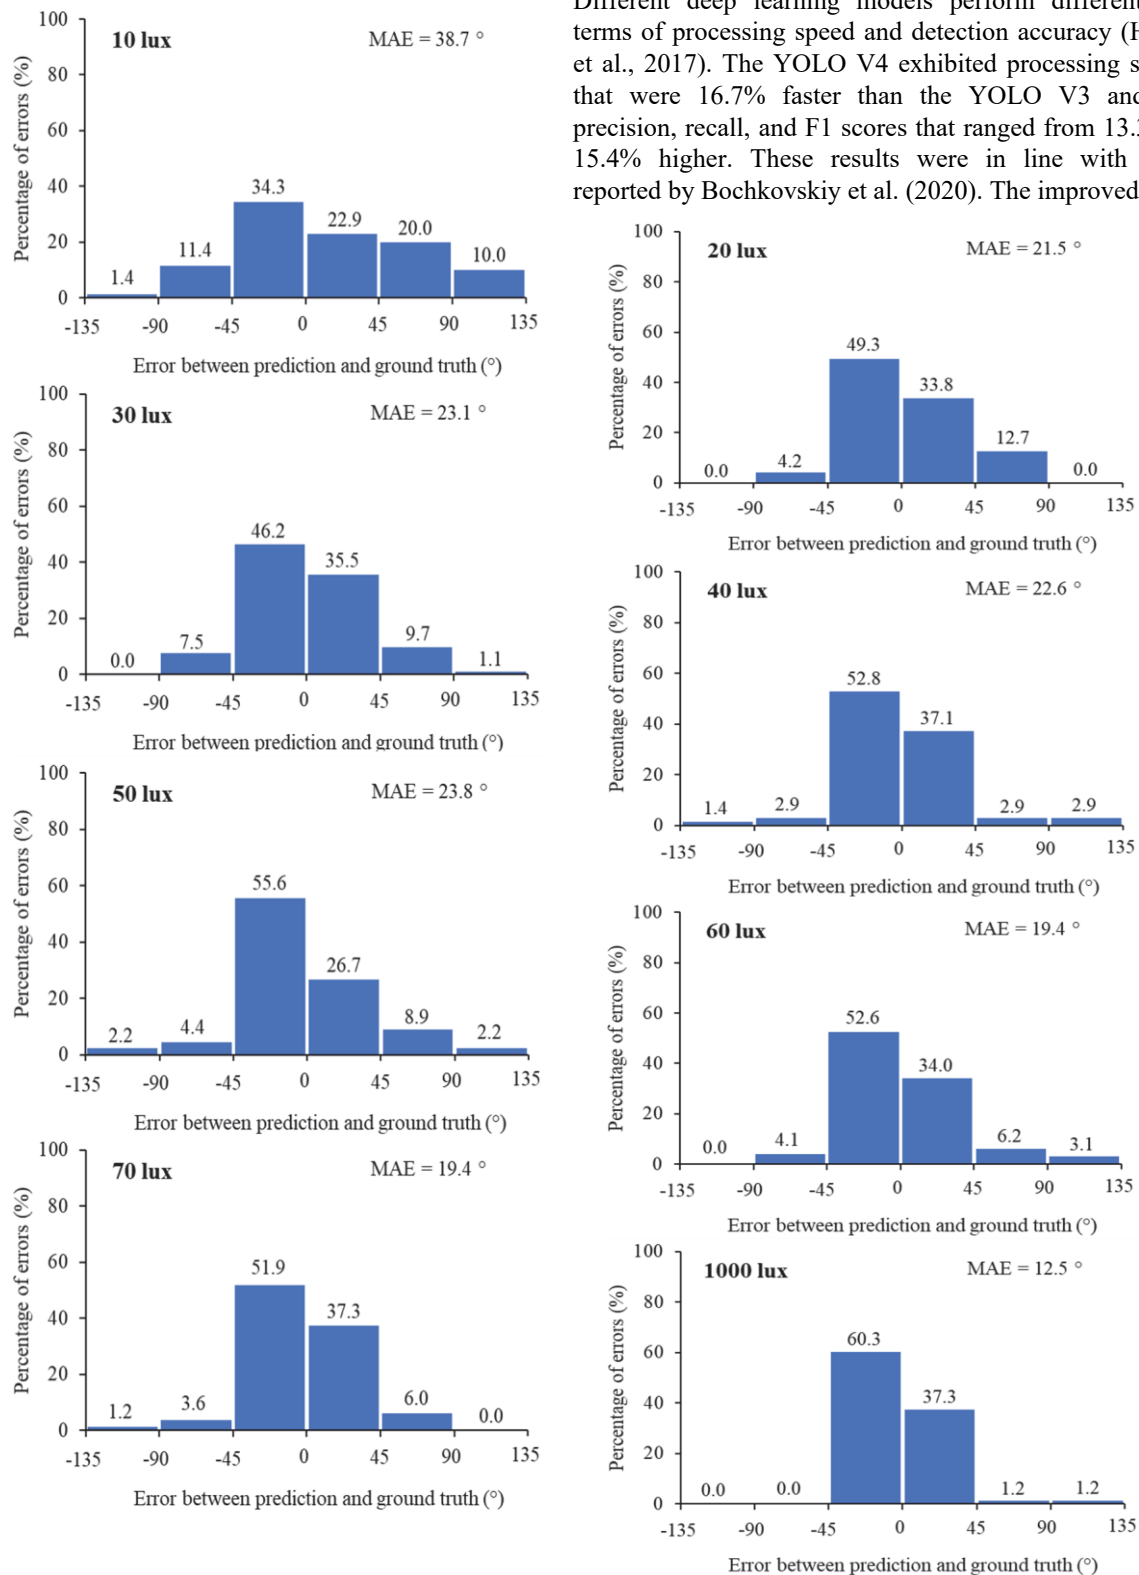 Different deep learning models perform different
terms of processing speed and detection accuracy (H
et al., 2017). The YOLO V4 exhibited processing s
that were 16.7% faster than the YOLO V3 and
precision, recall, and F1 scores that ranged from 13.
15.4% higher. These results were in line with
reported by Bochkovskiy et al. (2020). The improved
10 lux
MAE = 38.7 °
Percentage of errors (%)
100
80
60
40
20
0
1.4
11.4
34.3
22.9
20.0
10.0
-135 -90 -45 0 45 90 135
Error between prediction and ground truth (°)
20 lux
MAE = 21.5 °
Percentage of errors (%)
100
80
60
40
20
0
0.0
4.2
49.3
33.8
12.7
0.0
-135 -90 -45 0 45 90 135
Error between prediction and ground truth (°)
30 lux
MAE = 23.1 °
Percentage of errors (%)
100
80
60
40
20
0
0.0
7.5
46.2
35.5
9.7
1.1
-135 -90 -45 0 45 90 135
Error between prediction and ground truth (°)
40 lux
MAE = 22.6 °
Percentage of errors (%)
100
80
60
40
20
0
1.4
2.9
52.8
37.1
2.9
2.9
-135 -90 -45 0 45 90 135
Error between prediction and ground truth (°)
50 lux
MAE = 23.8 °
Percentage of errors (%)
100
80
60
40
20
0
2.2
4.4
55.6
26.7
8.9
2.2
-135 -90 -45 0 45 90 135
Error between prediction and ground truth (°)
60 lux
MAE = 19.4 °
Percentage of errors (%)
100
80
60
40
20
0
0.0
4.1
52.6
34.0
6.2
3.1
-135 -90 -45 0 45 90 135
Error between prediction and ground truth (°)
70 lux
MAE = 19.4 °
Percentage of errors (%)
100
80
60
40
20
0
1.2
3.6
51.9
37.3
6.0
0.0
-135 -90 -45 0 45 90 135
Error between prediction and ground truth (°)
1000 lux
MAE = 12.5 °
Percentage of errors (%)
100
80
60
40
20
0
0.0
0.0
60.3
37.3
1.2
1.2
-135 -90 -45 0 45 90 135
Error between prediction and ground truth (°)